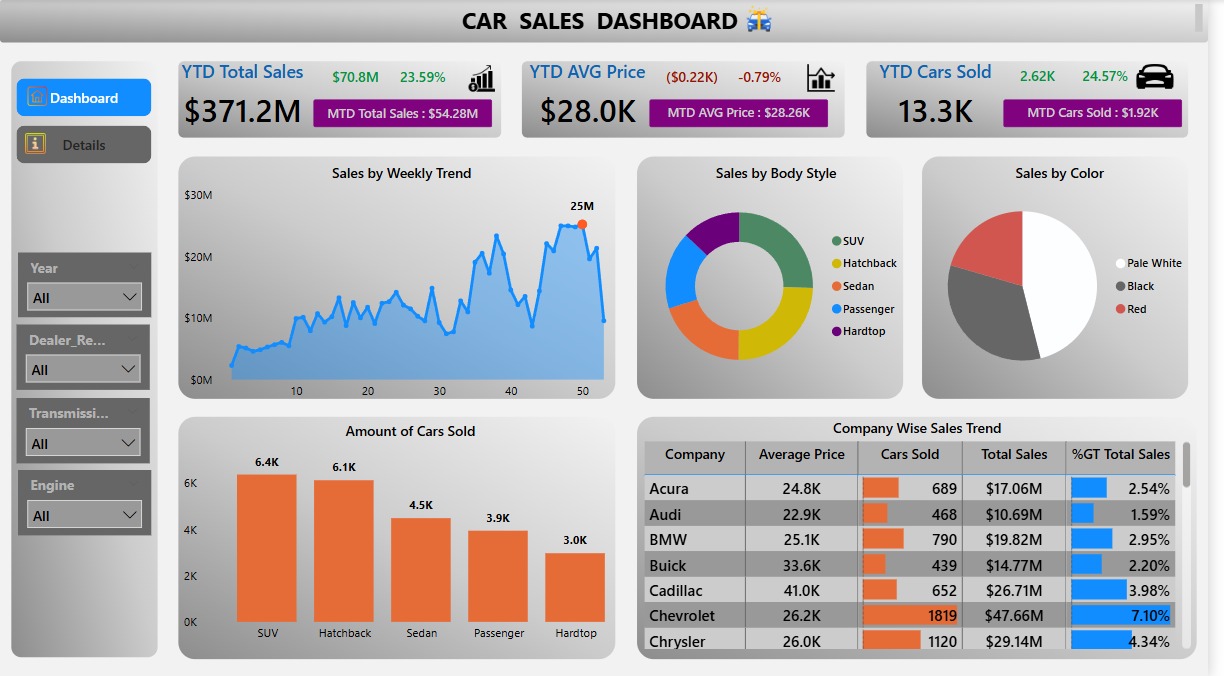 CAR SALES DASHBOARD
Dashboard
Details
Year
All
Dealer_Re...
All
Transmissi...
All
Engine
All
YTD Total Sales
$70.8M 23.59%
$371.2M
MTD Total Sales : $54.28M
YTD AVG Price
($0.22K) -0.79%
$28.0K
MTD AVG Price : $28.26K
YTD Cars Sold
2.62K 24.57%
13.3K
MTD Cars Sold : $1.92K
Sales by Weekly Trend
$30M
$20M
$10M
$0M
25M
10 20 30 40 50
Sales by Body Style
SUV
Hatchback
Sedan
Passenger
Hardtop
Sales by Color
Pale White
Black
Red
Amount of Cars Sold
6K
4K
2K
0K
6.4K 6.1K 4.5K 3.9K 3.0K
SUV Hatchback Sedan Passenger Hardtop
Company Wise Sales Trend
Company Average Price Cars Sold Total Sales %GT Total Sales
Acura 24.8K 689 $17.06M 2.54%
Audi 22.9K 468 $10.69M 1.59%
BMW 25.1K 790 $19.82M 2.95%
Buick 33.6K 439 $14.77M 2.20%
Cadillac 41.0K 652 $26.71M 3.98%
Chevrolet 26.2K 1819 $47.66M 7.10%
Chrysler 26.0K 1120 $29.14M 4.34%